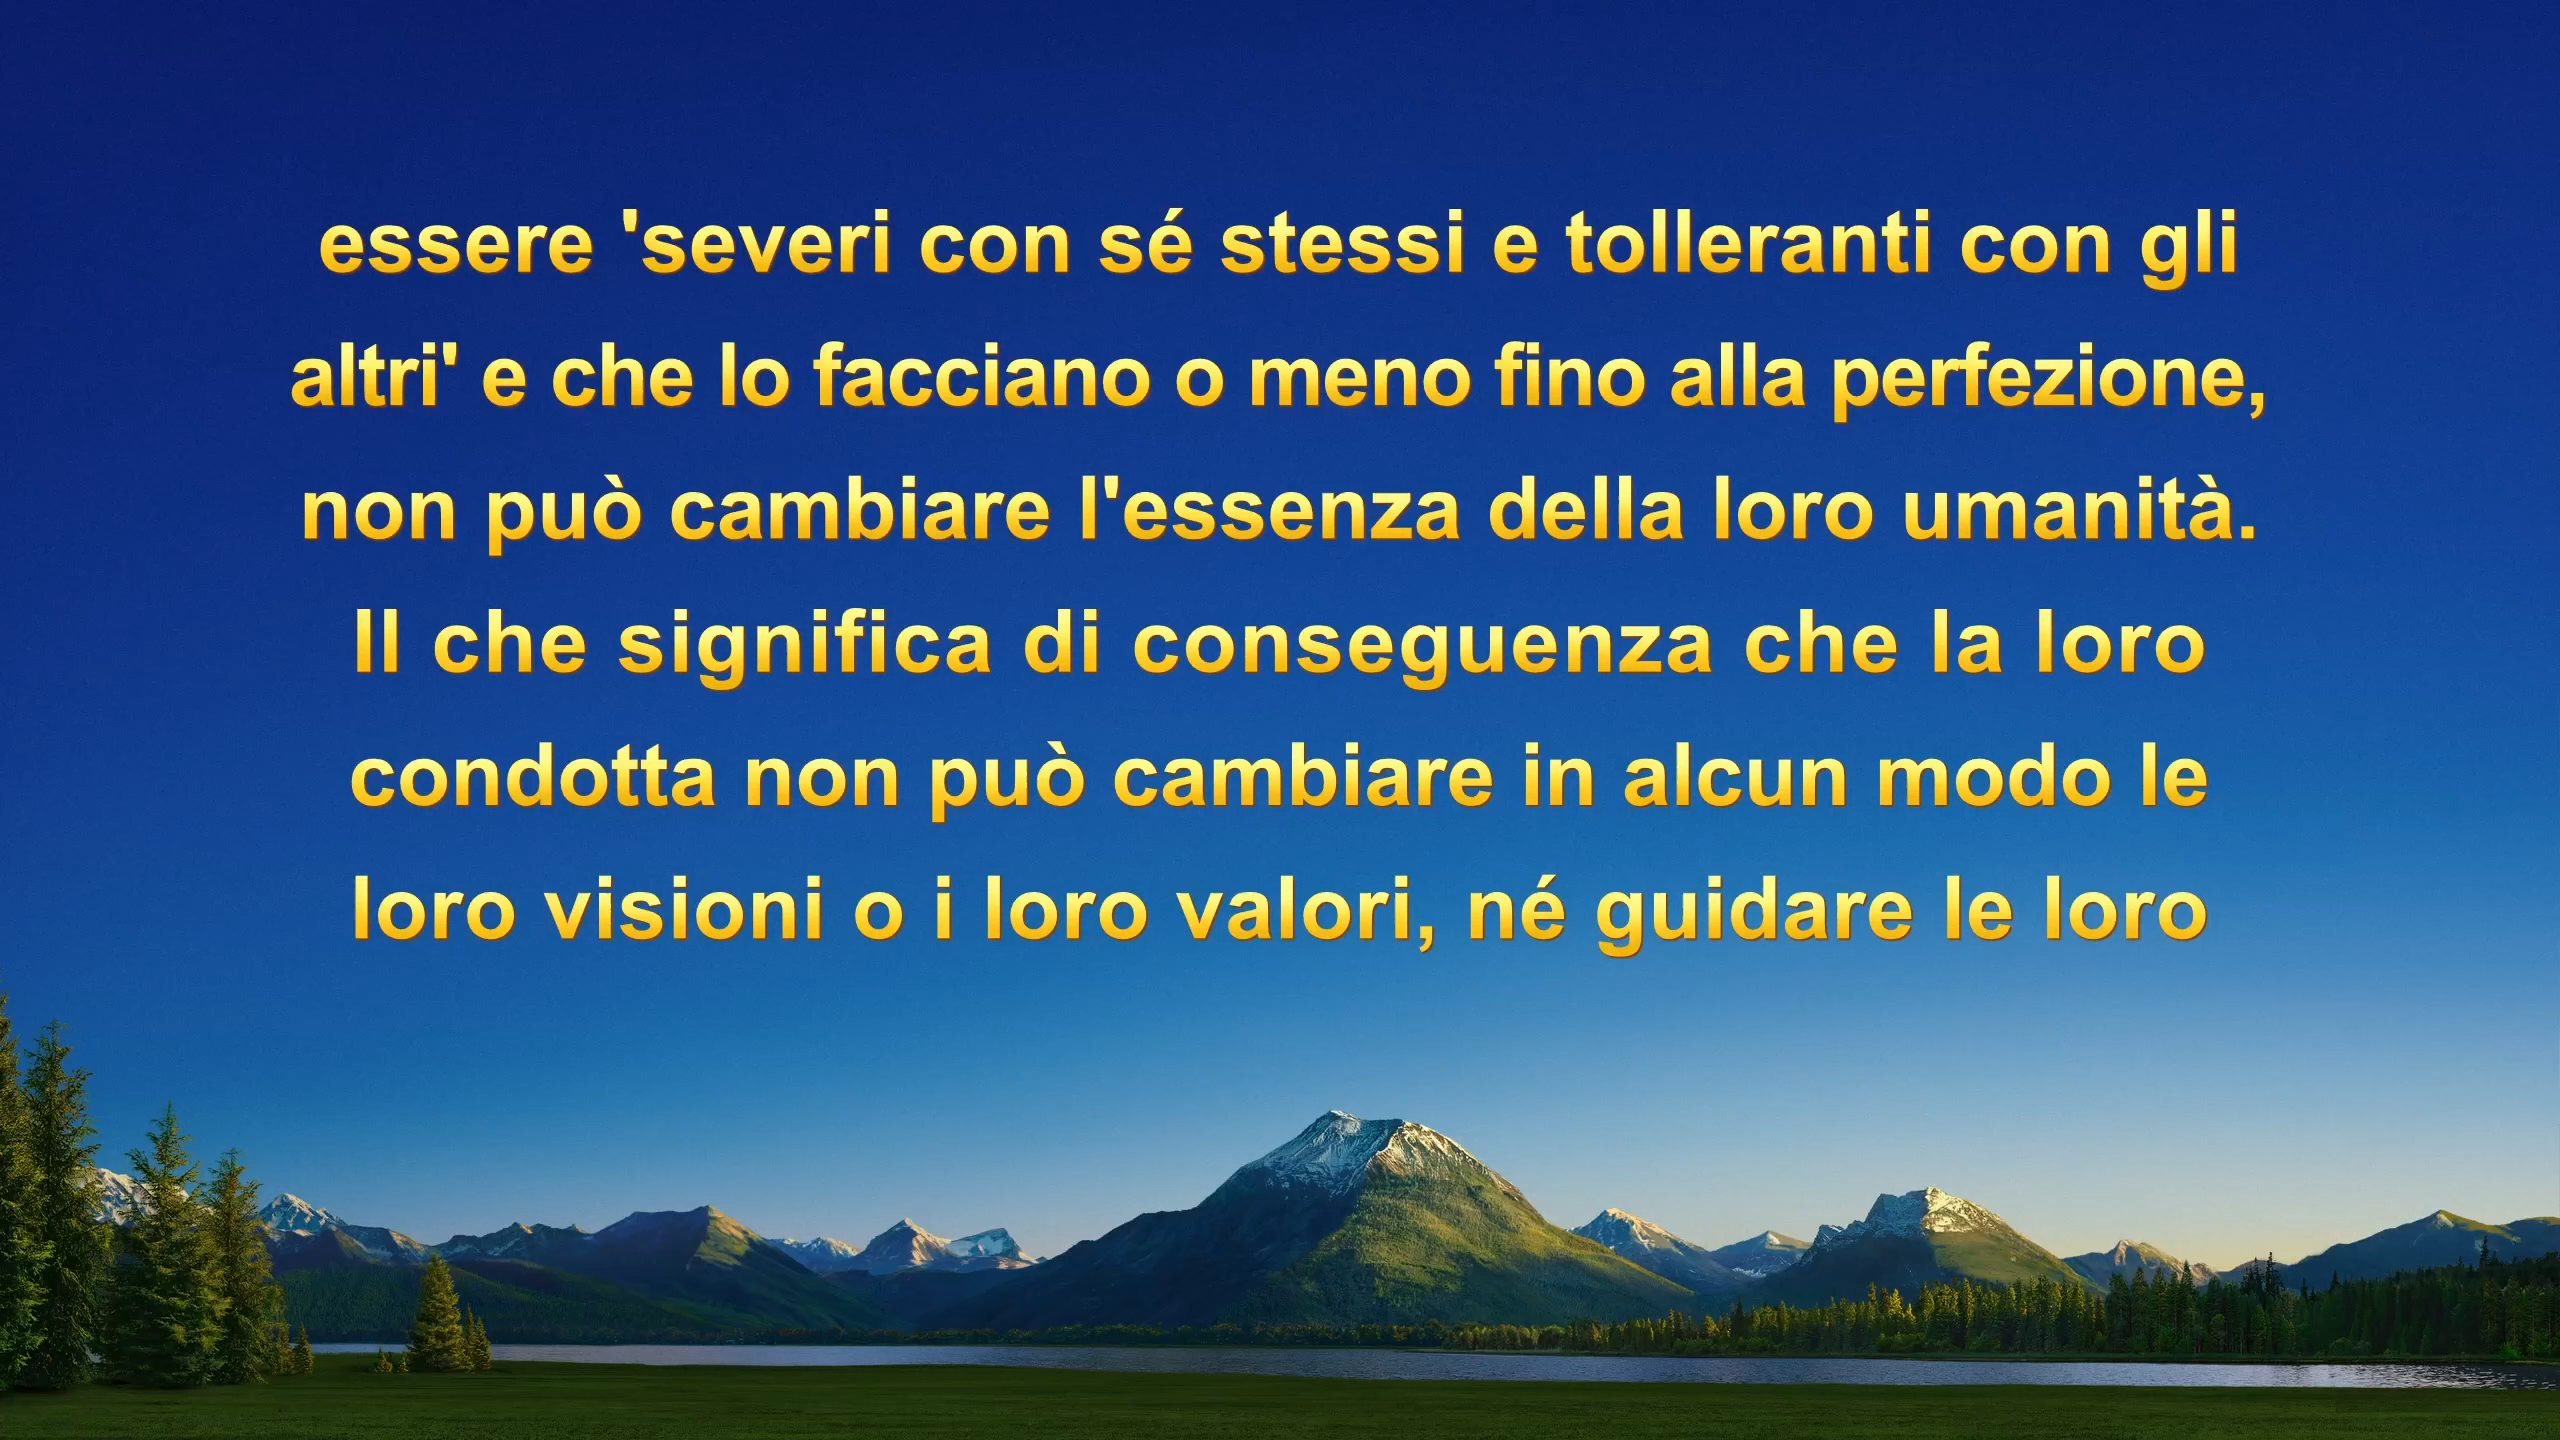 essere 'severi con sé stessi e tolleranti con gli
altri' e che lo facciano o meno fino alla perfezione,
non può cambiare l'essenza della loro umanità.
Il che significa di conseguenza che la loro
condotta non può cambiare in alcun modo le
loro visioni o i loro valori, né guidare le loro